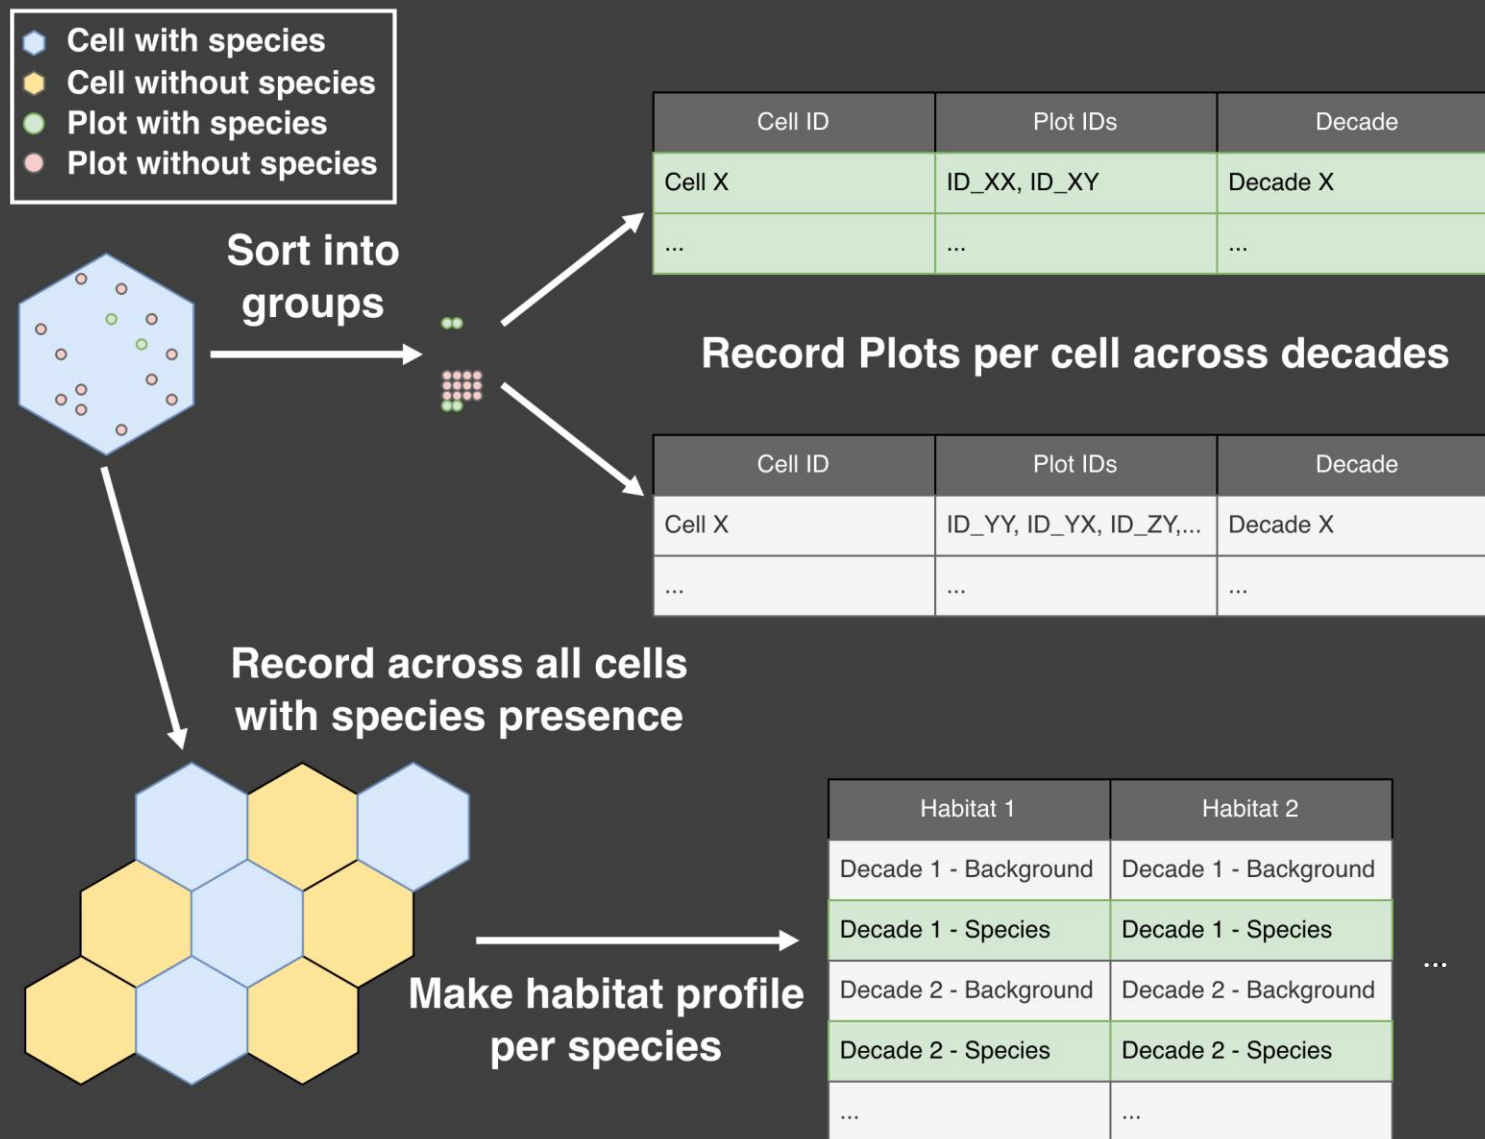 Cell with species
Cell without species
Plot with species
Plot without species
Sort into
groups
Cell ID Plot IDs Decade
Cell X ID_XX, ID_XY Decade X
... ... ...
Record Plots per cell across decades
Cell ID Plot IDs Decade
Cell X ID_YY, ID_YX, ID_ZY,... Decade X
... ... ...
Record across all cells
with species presence
Make habitat profile
per species
Habitat 1 Habitat 2
Decade 1 - Background Decade 1 - Background
Decade 1 - Species Decade 1 - Species
Decade 2 - Background Decade 2 - Background
Decade 2 - Species Decade 2 - Species
... ...
...